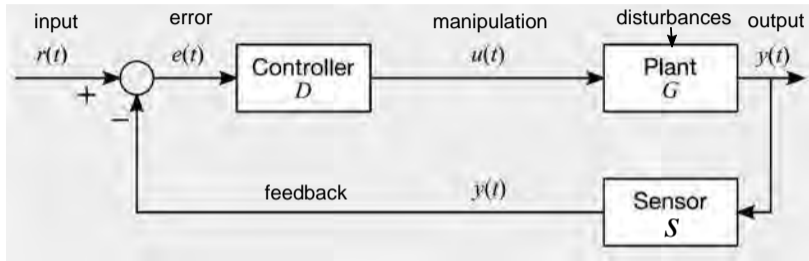 input error manipulation disturbances output
r(t) e(t) Controller u(t) Plant y(t)
D G
+
−
feedback y(t) Sensor
S